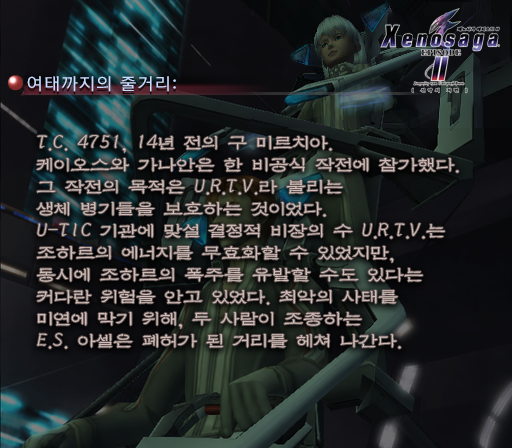 Xenosaga
EPISODE
II
여태까지의 줄거리:
T.C. 4751, 14년 전의 구 미르치아.
케이오스와 가나안은 한 비공식 작전에 참가했다.
그 작전의 목적은 U.R.T.V.라 불리는
생체 병기들을 보호하는 것이었다.
U-TIC 기관에 맞설 결정적 비장의 수 U.R.T.V.는
조하르의 에너지를 무효화할 수 있었지만,
동시에 조하르의 폭주를 유발할 수도 있다는
커다란 위험을 안고 있었다. 최악의 사태를
미연에 막기 위해, 두 사람이 조종하는
E.S. 아셀은 폐허가 된 거리를 헤쳐 나간다.